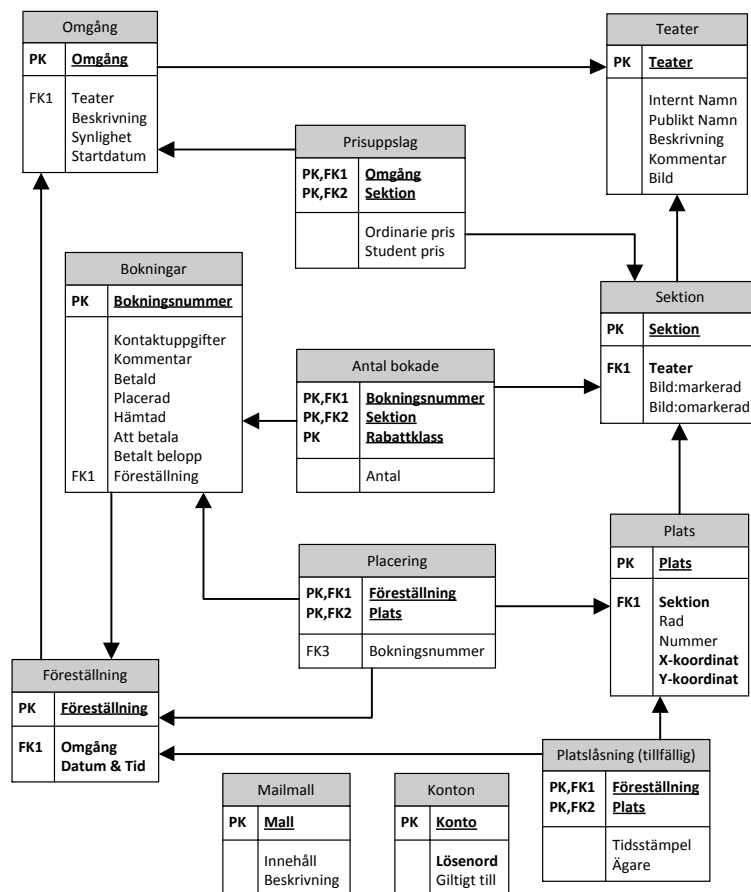 Omgång
PK Omgång
FK1 Teater
Beskrivning
Synlighet
Startdatum
Teater
PK Teater
Internt Namn
Publikt Namn
Beskrivning
Kommentar
Bild
Prisuppslag
PK,FK1 Omgång
PK,FK2 Sektion
Ordinarie pris
Student pris
Bokningar
PK Bokningsnummer
Kontaktuppgifter
Kommentar
Betald
Placerad
Hämtad
Att betala
Betalt belopp
FK1 Föreställning
Sektion
PK Sektion
FK1 Teater
Bild:markerad
Bild:omarkerad
Antal bokade
PK,FK1 Bokningsnummer
PK,FK2 Sektion
PK Rabattklass
Antal
Plats
PK Plats
FK1 Sektion
Rad
Nummer
X-koordinat
Y-koordinat
Placering
PK,FK1 Föreställning
PK,FK2 Plats
FK3 Bokningsnummer
Föreställning
PK Föreställning
FK1 Omgång
Datum & Tid
Platslåsning (tillfällig)
PK,FK1 Föreställning
PK,FK2 Plats
Tidsstämpel
Ägare
Mailmall
PK Mall
Innehåll
Beskrivning
Konton
PK Konto
Lösenord
Giltigt till